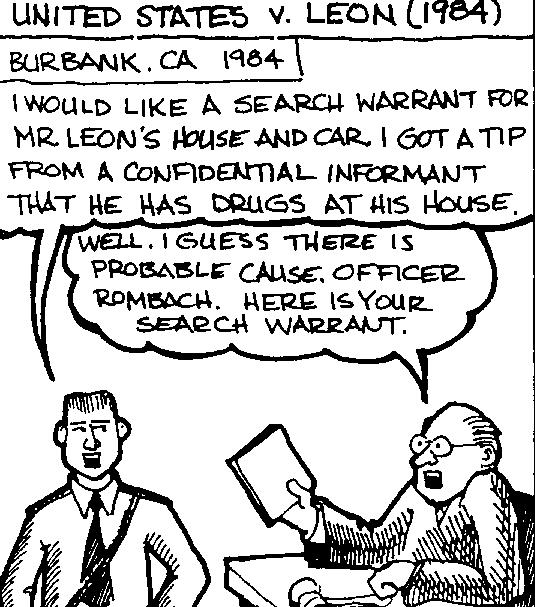 UNITED STATES V. LEON (1984)
BURBANK, CA 1984
I WOULD LIKE A SEARCH WARRANT FOR
MR. LEON'S HOUSE AND CAR. I GOT A TIP
FROM A CONFIDENTIAL INFORMANT
THAT HE HAS DRUGS AT HIS HOUSE.
WELL. I GUESS THERE IS
PROBABLE CAUSE. OFFICER
ROMBACH. HERE IS YOUR
SEARCH WARRANT.